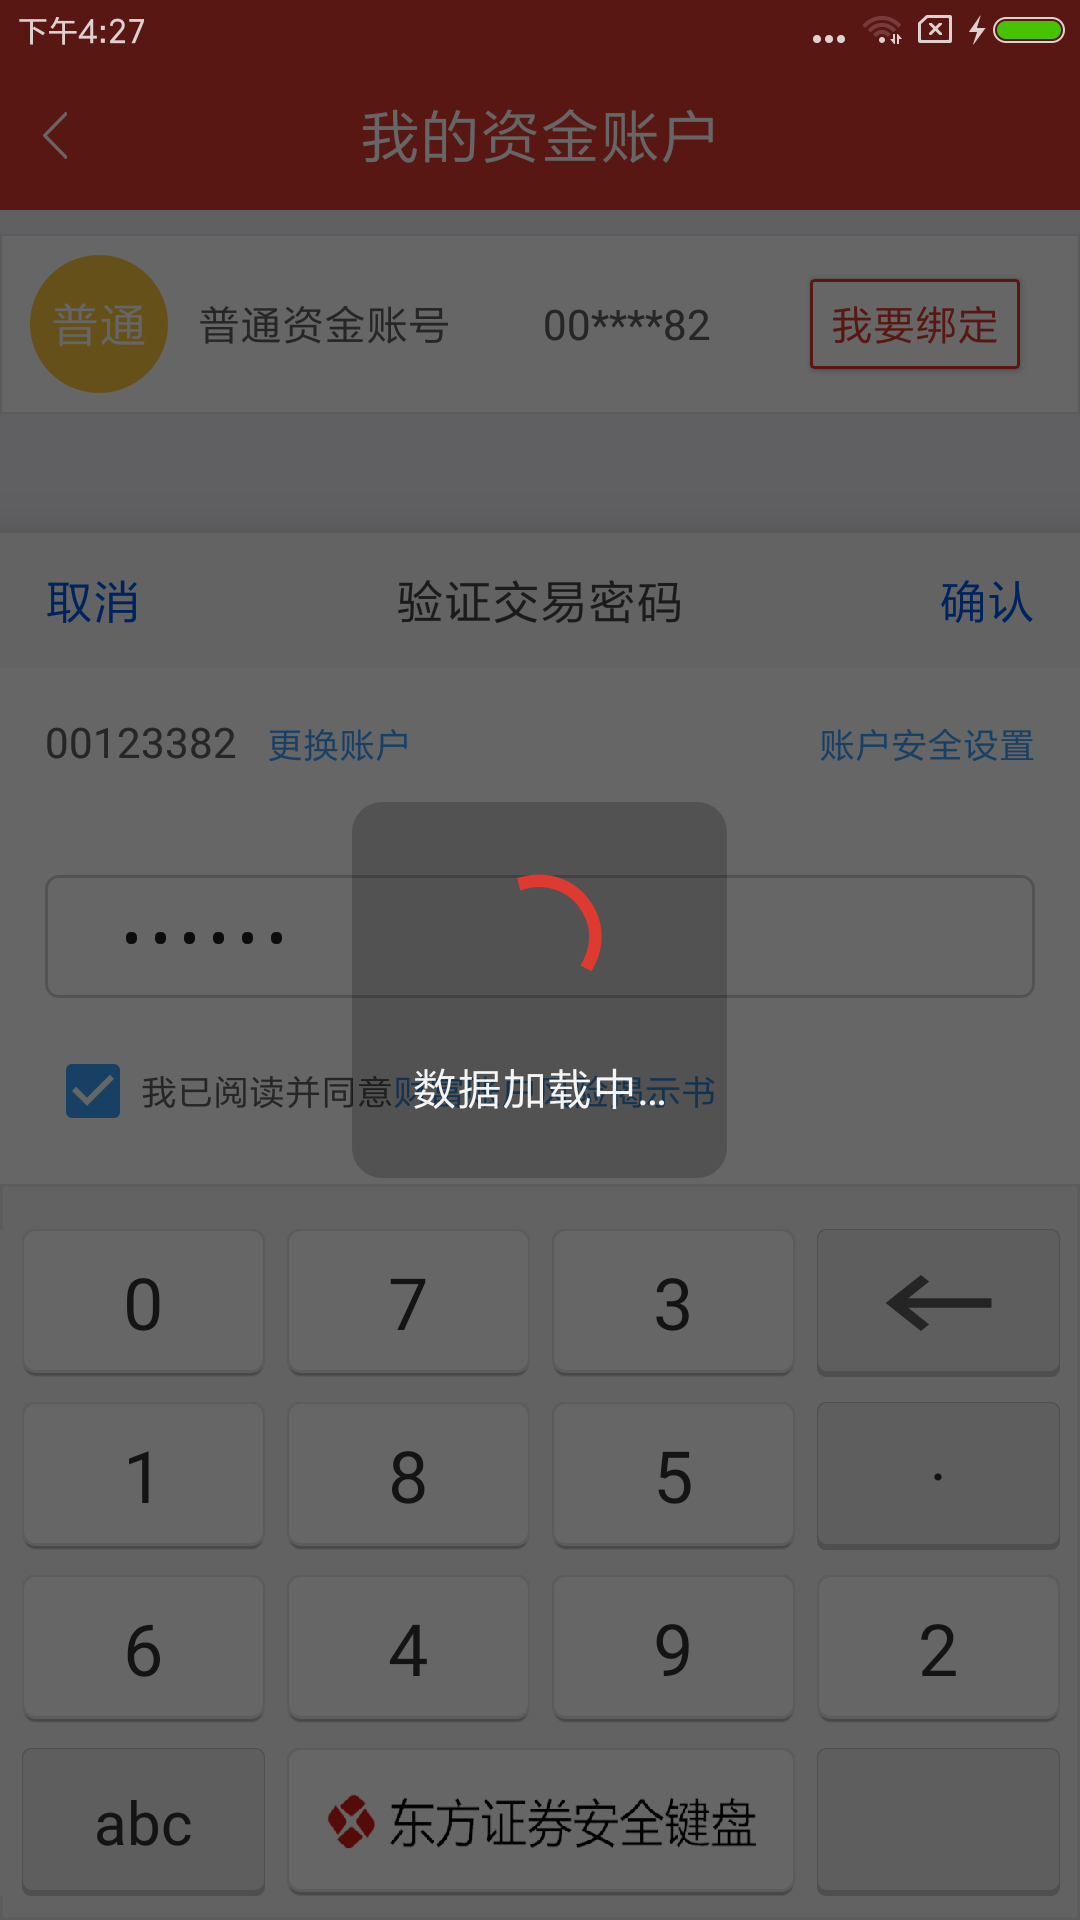 下午4:27
我的资金账户
普通 普通资金账号 00****82 我要绑定
取消 验证交易密码 确认
00123382 更换账户 账户安全设置
••••••
我已阅读并同意 示书
数据加载中...
0 7 3
1 8 5 .
6 4 9 2
abc 东方证券安全键盘